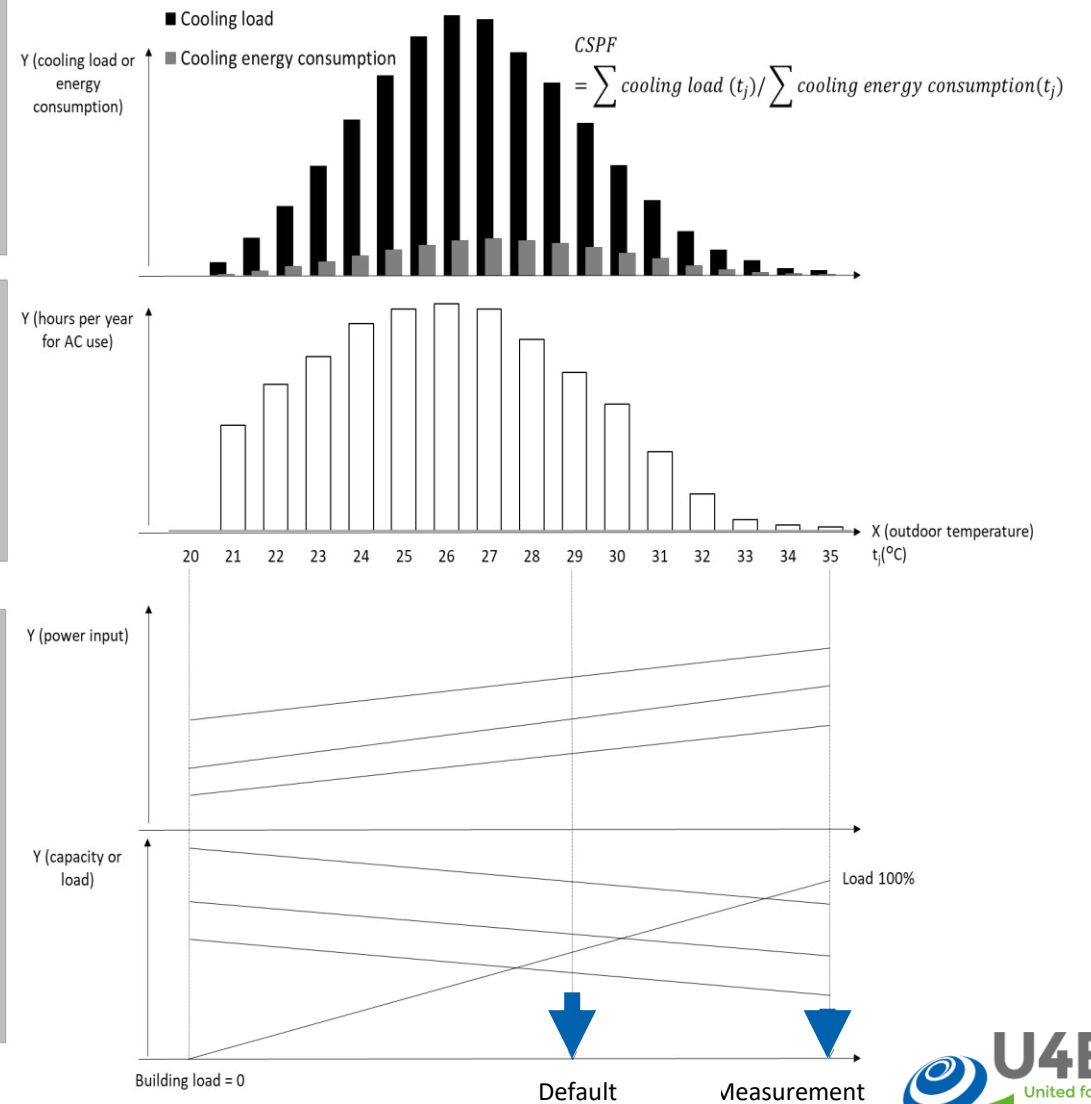 ■ Cooling load
Y (cooling load or
energy
consumption)
■ Cooling energy consumption
CSPF
= ∑ cooling load (tj)/ ∑ cooling energy consumption(tj)
Y (hours per year
for AC use)
X (outdoor temperature)
tj(°C)
20 21 22 23 24 25 26 27 28 29 30 31 32 33 34 35
Y (power input)
Y (capacity or
load)
Load 100%
Building load = 0
Default
Measurement
U4E
United fo